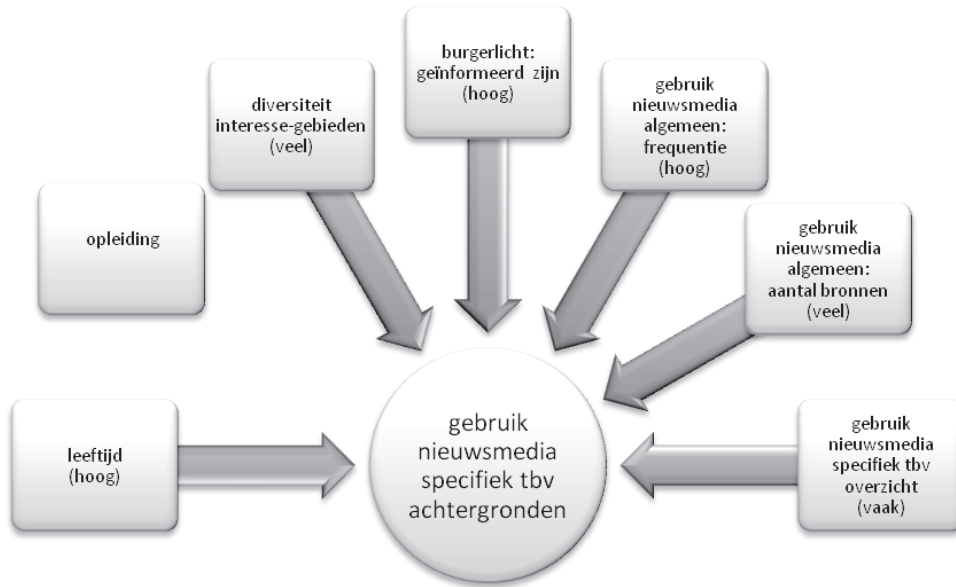 burgerlicht:
geïnformeerd zijn
(hoog)
diversiteit
interesse-gebieden
(veel)
gebruik
nieuwsmedia
algemeen:
frequentie
(hoog)
opleiding
gebruik
nieuwsmedia
algemeen:
aantal bronnen
(veel)
leeftijd
(hoog)
gebruik
nieuwsmedia
specifiek tbv
achtergronden
gebruik
nieuwsmedia
specifiek tbv
overzicht
(vaak)